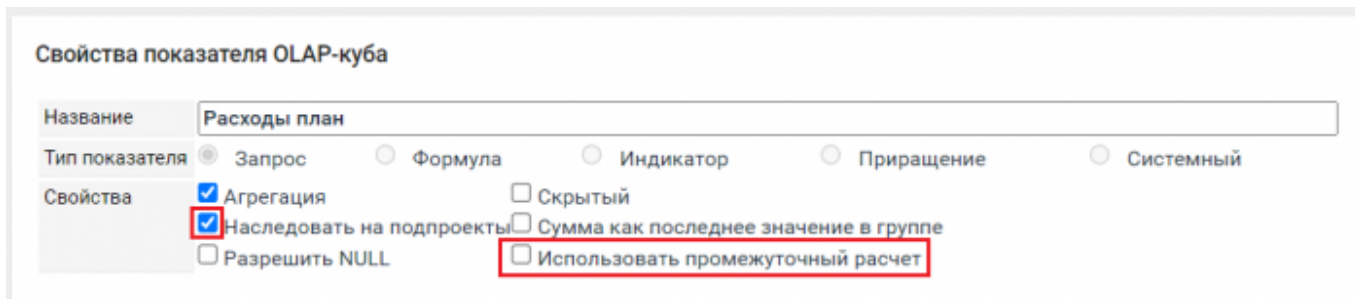 Свойства показателя OLAP-куба
Название Расходы план
Тип показателя Запрос Формула Индикатор Приращение Системный
Свойства Агрегация Скрытый
Наследовать на подпроекты Сумма как последнее значение в группе
Разрешить NULL Использовать промежуточный расчет